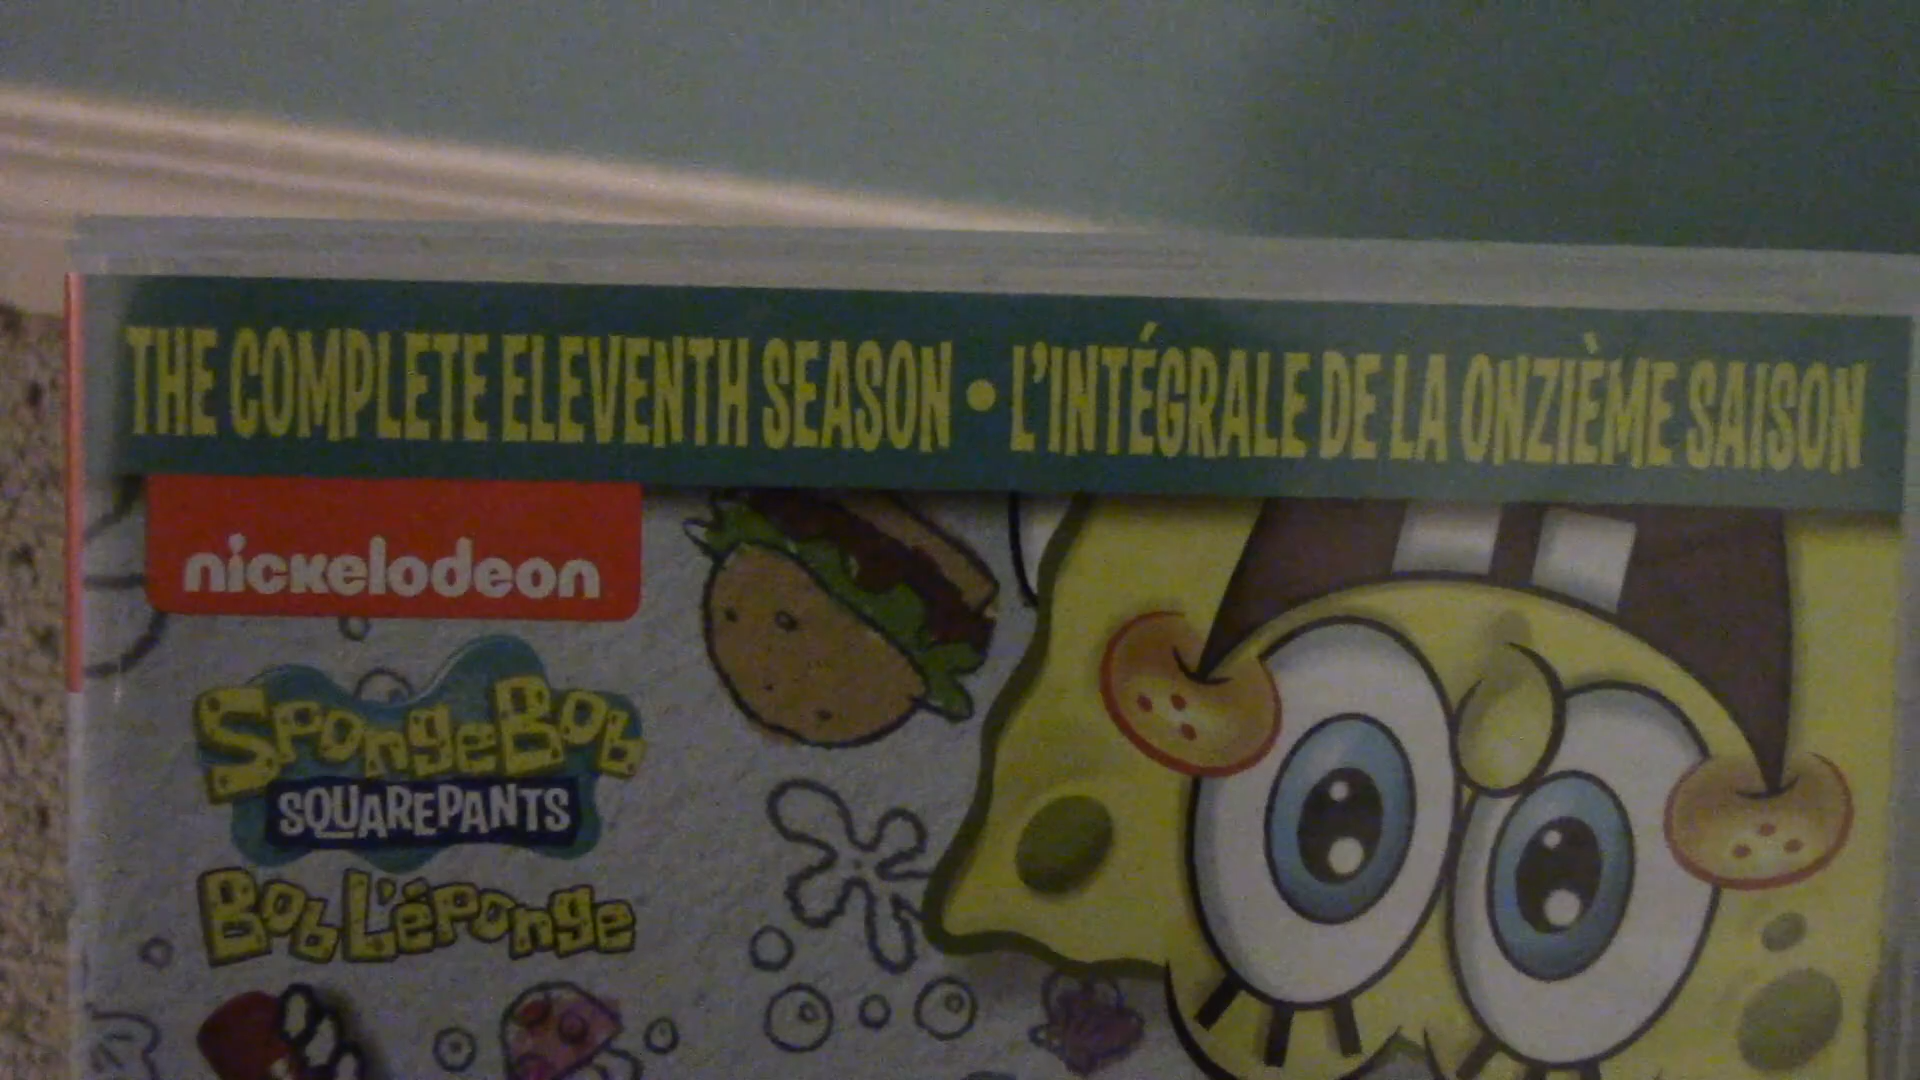 THE COMPLETE ELEVENTH SEASON • L'INTÉGRALE DE LA ONZIÈME SAISON
nickelodeon
SPONGEBOB
SQUAREPANTS
BOB L'éPONGE